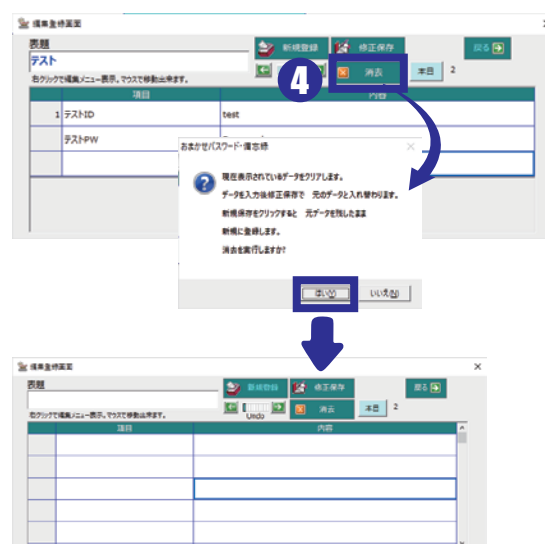 編集登修画面
表題
新規登録
修正保存
戻る
テスト
④
消去
本目
2
右クリックで編集メニュー表示。マウスで移動出来ます。
項目
内容
1 テストID
test
テストPW
おまかせパスワード・備忘録
現在表示されているデータをクリアします。
データを入力後修正保存で 元のデータと入れ替わります。
新規保存をクリックすると 元データを残したまま
新規に登録します。
消去を実行しますか?
はい(Y)
いいえ(N)
編集登修画面
表題
新規登録
修正保存
戻る
Undo
消去
本目
2
右クリックで編集メニュー表示。マウスで移動出来ます。
項目
内容